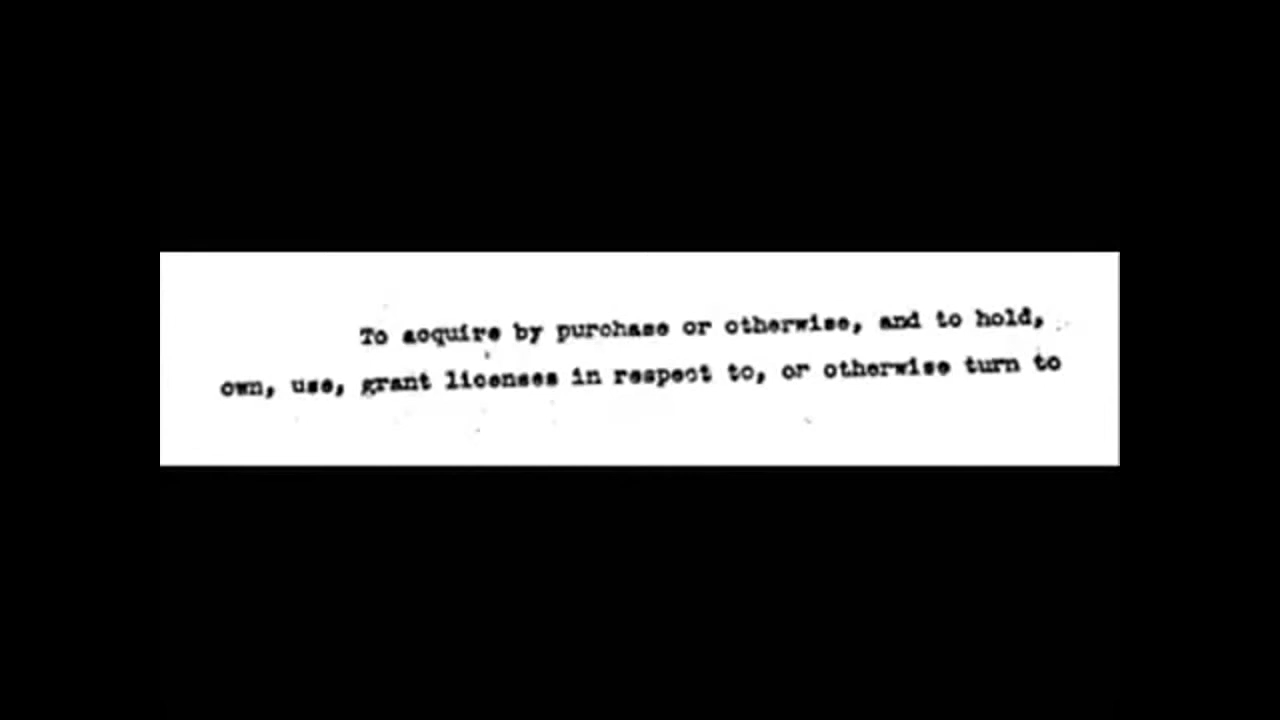 To acquire by purchase or otherwise, and to hold,
own, use, grant licenses in respect to, or otherwise turn to